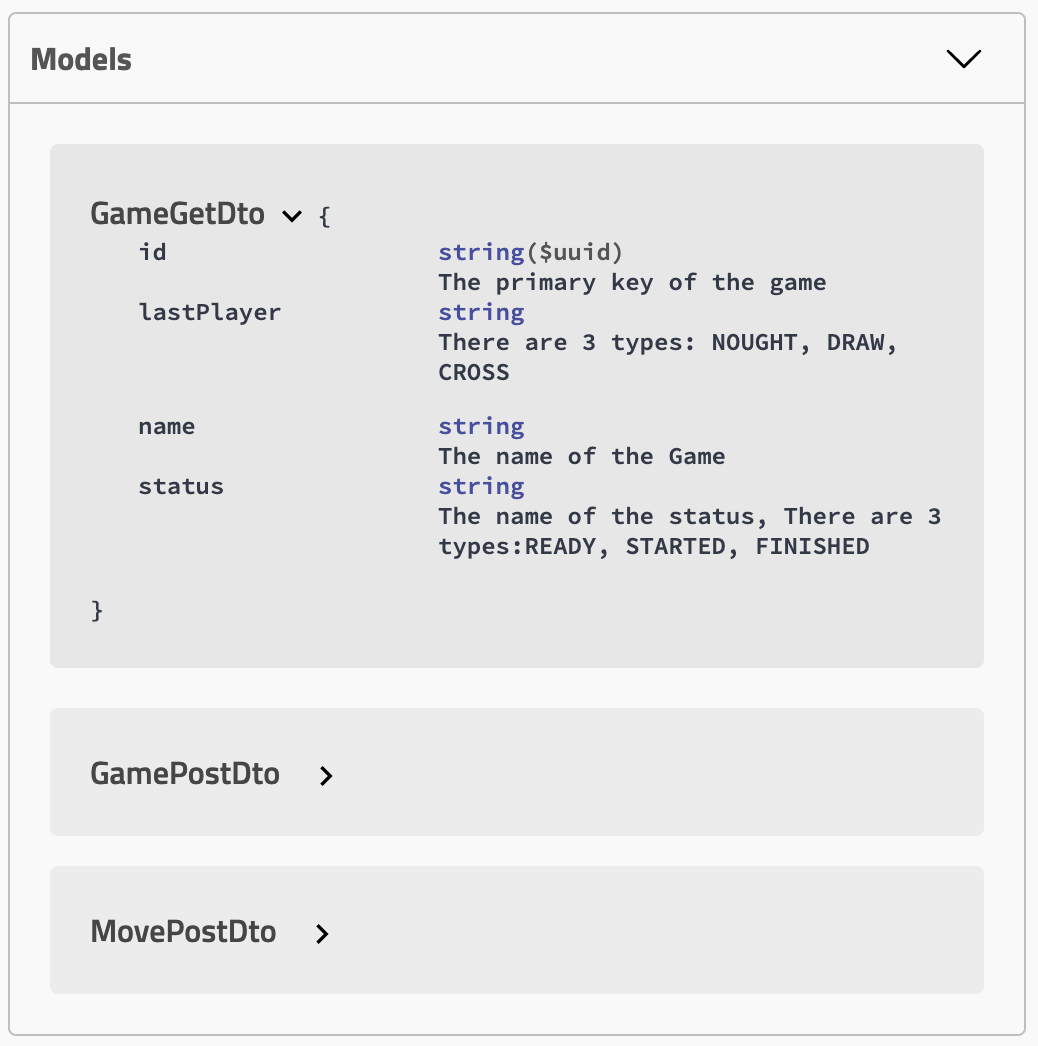 Models
GameGetDto {
id string($uuid)
The primary key of the game
lastPlayer string
There are 3 types: NOUGHT, DRAW,
CROSS
name string
The name of the Game
status string
The name of the status, There are 3
types:READY, STARTED, FINISHED
}
GamePostDto
MovePostDto